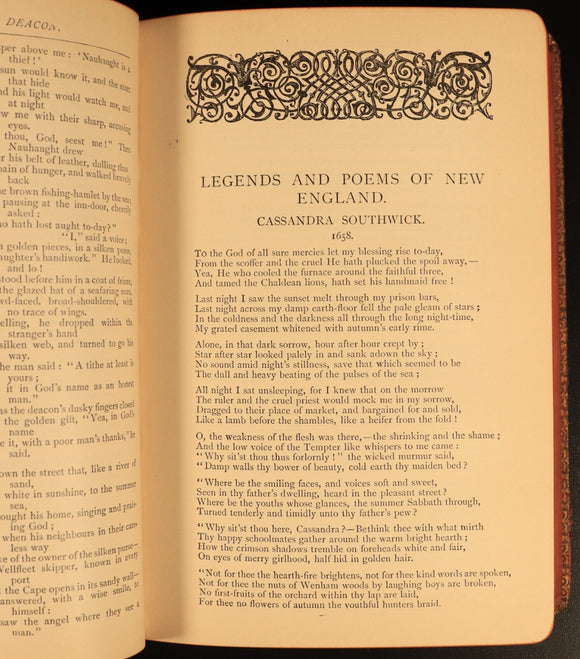 DEACON.
per above me: 'Nauhaught is a
thief!'
sun would know it, and the stars
that hide
nd his light would watch me, and
at night
w me with their sharp, accusing
eyes.
thou, God, seest me!" Then
Nauhaught drew
r his belt of leather, dulling thus
pain of hunger, and walked bravely
back
e brown fishing-hamlet by the sea;
pausing at the inn-door, cheerily
asked:
hath lost aught to-day?"
"I," said a voice;
n golden pieces, in a silken purse,
aughter's handiwork." He looked,
and lo!
stood before him in a coat of frieze,
the glazed hat of a seafaring man,
wd-faced, broad-shouldered, with
no trace of wings.
elling, he dropped within the
stranger's hand
silken web, and turned to go his
way.
he man said: "A tithe at least is
yours;
it in God's name as an honest
man."
as the deacon's dusky fingers closed
the golden gift, "Yea, in God's
name
e it, with a poor man's thanks," he
said.
own the street that, like a river of
sand,
white in sunshine, to the summer
sea,
ought his home, singing and prais-
ing God;
when his neighbours in their care-
less way
ke of the owner of the silken purse—
Wellfleet skipper, known in every
port
t the Cape opens in its sandy wall—
answered, with a wise smile, to
himself:
saw the angel where they see a
man."
LEGENDS AND POEMS OF NEW
ENGLAND.
CASSANDRA SOUTHWICK.
1658.
To the God of all sure mercies let my blessing rise to-day,
From the scoffer and the cruel He hath plucked the spoil away,—
Yea, He who cooled the furnace around the faithful three,
And tamed the Chaldean lions, hath set his handmaid free!
Last night I saw the sunset melt through my prison bars,
Last night across my damp earth-floor fell the pale gleam of stars;
In the coldness and the darkness all through the long night-time,
My grated casement whitened with autumn's early rime.
Alone, in that dark sorrow, hour after hour crept by;
Star after star looked palely in and sank adown the sky;
No sound amid night's stillness, save that which seemed to be
The dull and heavy beating of the pulses of the sea;
All night I sat unsleeping, for I knew that on the morrow
The ruler and the cruel priest would mock me in my sorrow,
Dragged to their place of market, and bargained for and sold,
Like a lamb before the shambles, like a heifer from the fold!
O, the weakness of the flesh was there,—the shrinking and the shame;
And the low voice of the Tempter like whispers to me came:
"Why sit'st thou thus forlornly!" the wicked murmur said,
"Damp walls thy bower of beauty, cold earth thy maiden bed?
"Where be the smiling faces, and voices soft and sweet,
Seen in thy father's dwelling, heard in the pleasant street?
Where be the youths whose glances, the summer Sabbath through,
Turned tenderly and timidly unto thy father's pew?
"Why sit'st thou here, Cassandra?—Bethink thee with what mirth
Thy happy schoolmates gather around the warm bright hearth;
How the crimson shadows tremble on foreheads white and fair,
On eyes of merry girlhood, half hid in golden hair.
"Not for thee the hearth-fire brightens, not for thee kind words are spoken,
Not for thee the nuts of Wenham woods by laughing boys are broken,
No first-fruits of the orchard within thy lap are laid,
For thee no flowers of autumn the youthful hunters braid.